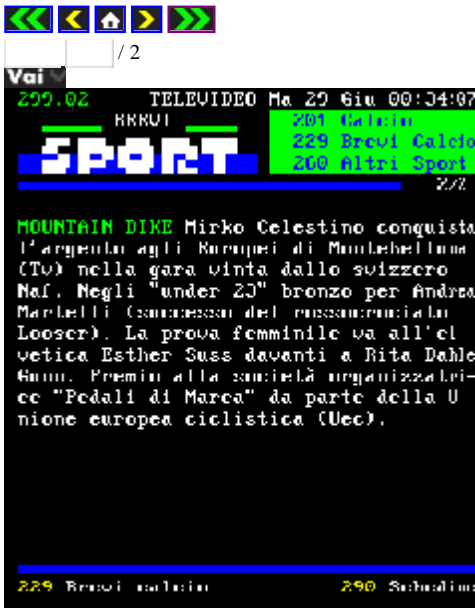 / 2
Vai
299.02 TELEVIDEO Ma 29 Giu 00:34:07
BREVI
SPORT
201 Calcio
229 Brevi Calcio
260 Altri Sport
2/2
MOUNTAIN BIKE Mirko Celestino conquista
l'argento agli Europei di Montebelluna
(Tv) nella gara vinta dallo svizzero
Naf. Negli "under 23" bronzo per Andrea
Martelli (successo del rossocrociato
Looser). La prova femminile va all'el
vetica Esther Suss davanti a Rita Dahle
Gunn. Premio alla società organizzatri-
ce "Pedali di Marca" da parte della U
nione europea ciclistica (Uec).
229 Brevi calcio 290 Schedine